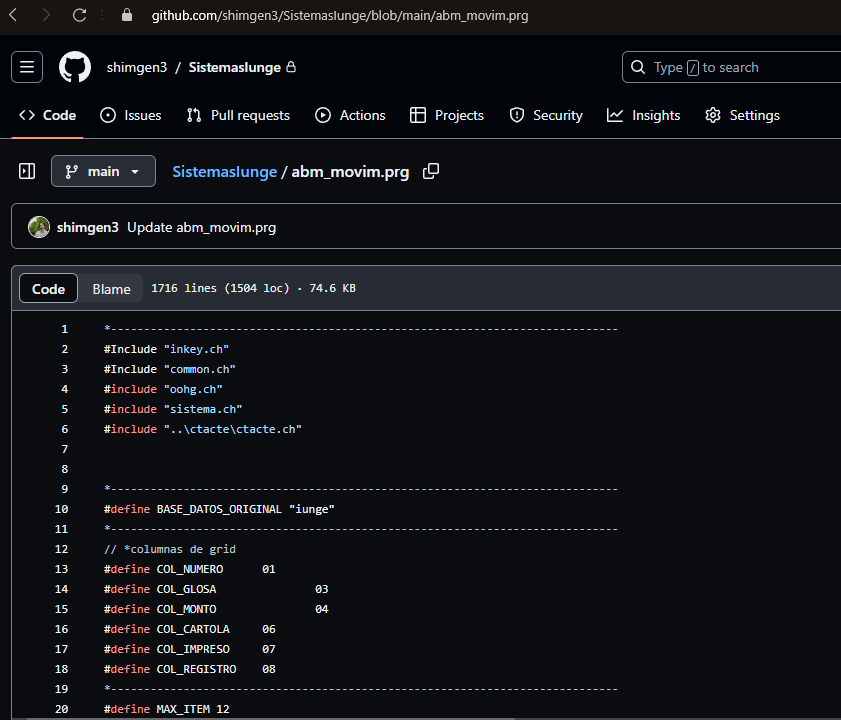 github.com/shimgen3/Sistemaslunge/blob/main/abm_movim.prg
shimgen3 / Sistemaslunge
Type / to search
Code Issues Pull requests Actions Projects Security Insights Settings
main Sistemaslunge / abm_movim.prg
shimgen3 Update abm_movim.prg
Code Blame 1716 lines (1504 loc) · 74.6 KB
1 *-----------------------------------------------------------------------------
2 #Include "inkey.ch"
3 #Include "common.ch"
4 #include "oohg.ch"
5 #include "sistema.ch"
6 #include "..\ctacte\ctacte.ch"
7
8
9 *-----------------------------------------------------------------------------
10 #define BASE_DATOS_ORIGINAL "iunge"
11 *-----------------------------------------------------------------------------
12 // *columnas de grid
13 #define COL_NUMERO 01
14 #define COL_GLOSA 03
15 #define COL_MONTO 04
16 #define COL_CARTOLA 06
17 #define COL_IMPRESO 07
18 #define COL_REGISTRO 08
19 *-----------------------------------------------------------------------------
20 #define MAX_ITEM 12